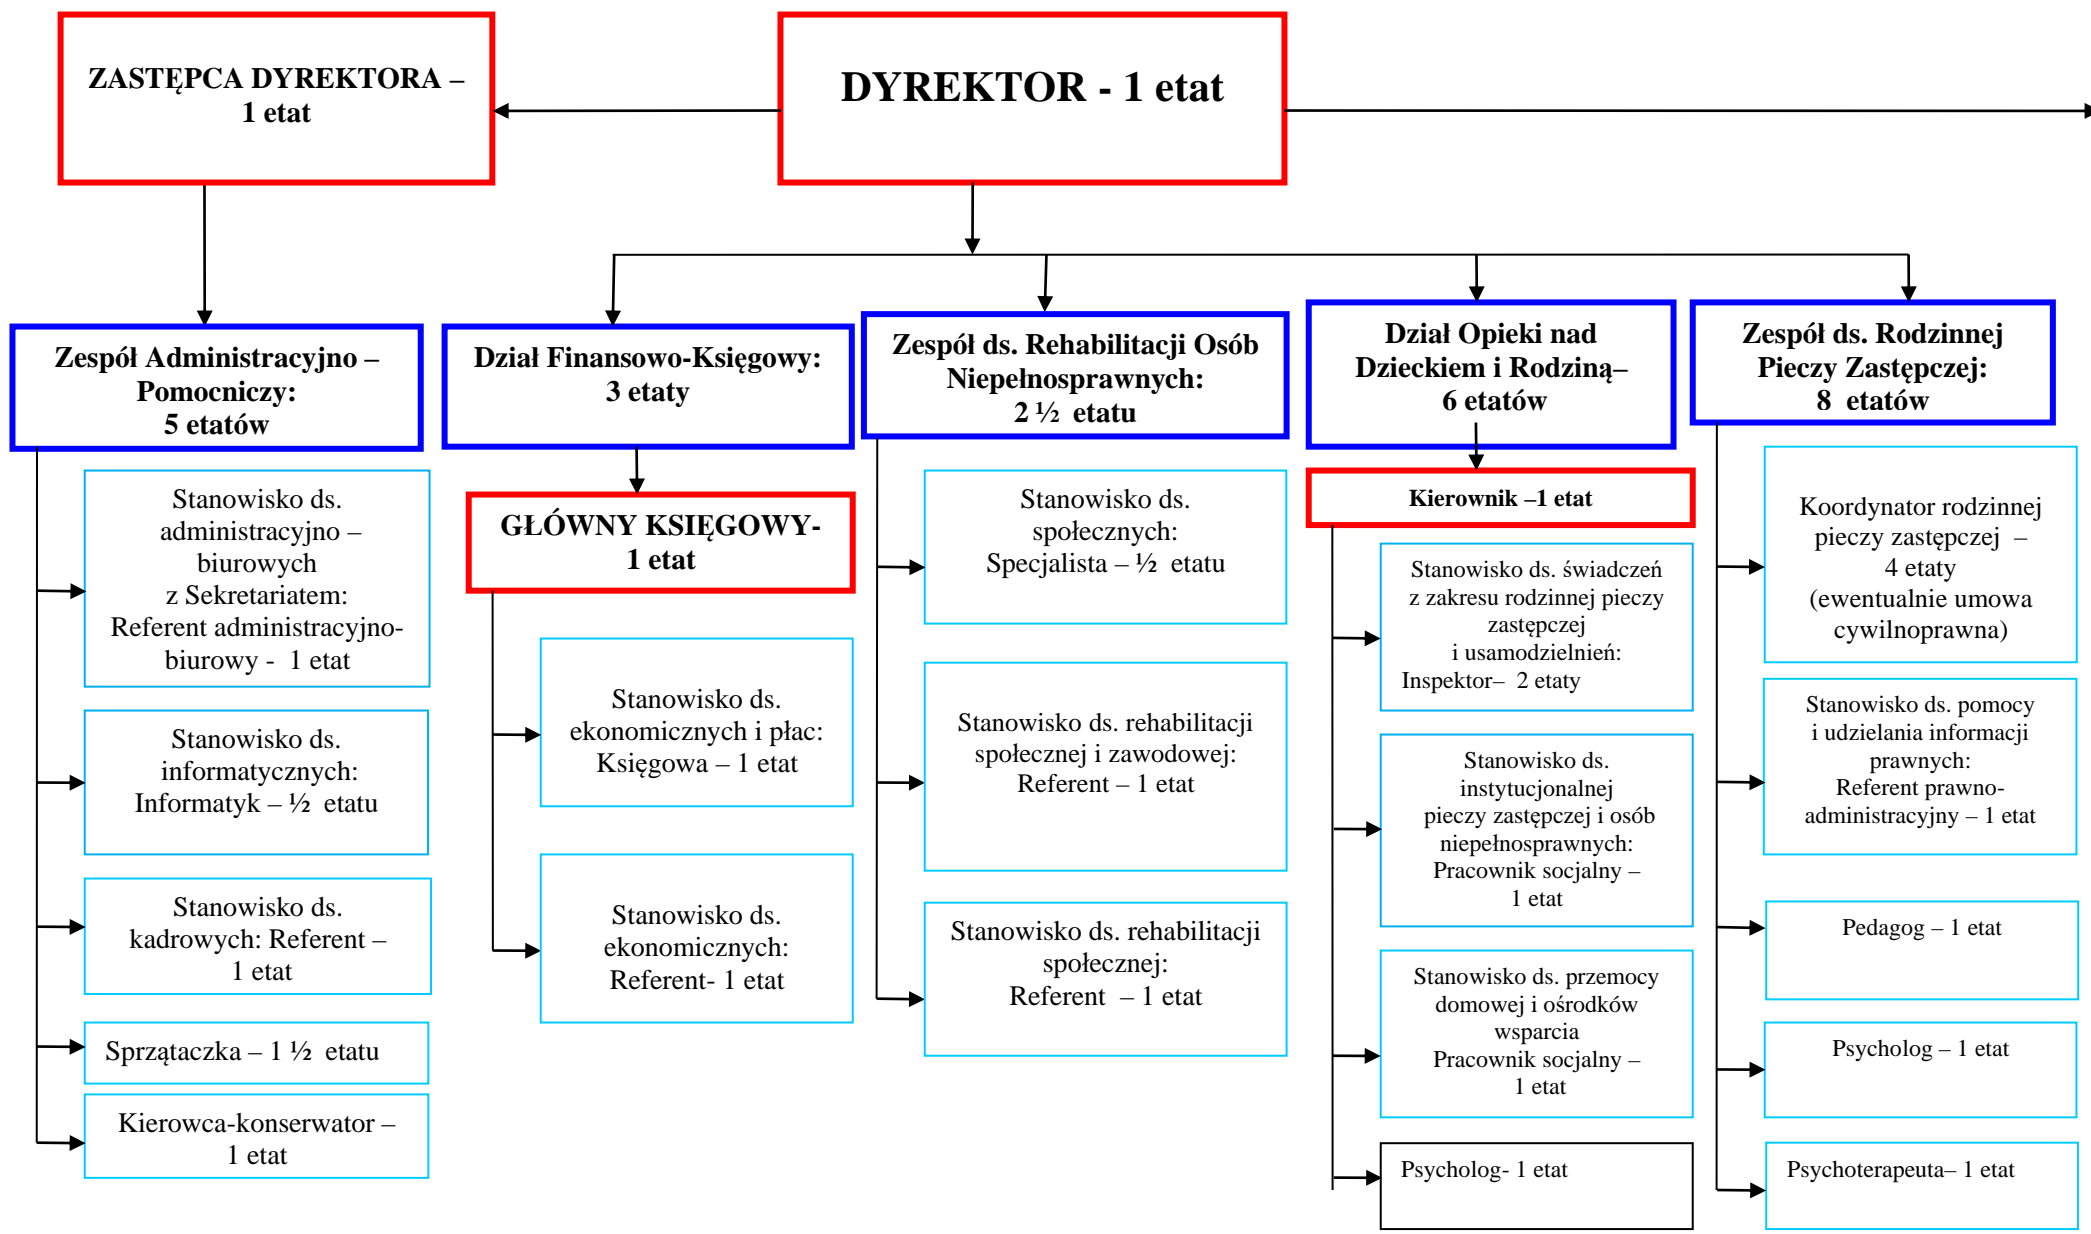 ZASTĘPCA DYREKTORA –
1 etat
DYREKTOR - 1 etat
Zespół Administracyjno –
Pomocniczy:
5 etatów
Stanowisko ds.
administracyjno –
biurowych
z Sekretariatem:
Referent administracyjno-
biurowy -  1 etat
Stanowisko ds.
informatycznych:
Informatyk – ½  etatu
Stanowisko ds.
kadrowych: Referent –
1 etat
Sprzątaczka – 1 ½  etatu
Kierowca-konserwator –
1 etat
Dział Finansowo-Księgowy:
3 etaty
GŁÓWNY KSIĘGOWY-
1 etat
Stanowisko ds.
ekonomicznych i płac:
Księgowa – 1 etat
Stanowisko ds.
ekonomicznych:
Referent- 1 etat
Zespół ds. Rehabilitacji Osób
Niepełnosprawnych:
2 ½  etatu
Stanowisko ds.
społecznych:
Specjalista – ½  etatu
Stanowisko ds. rehabilitacji
społecznej i zawodowej:
Referent – 1 etat
Stanowisko ds. rehabilitacji
społecznej:
Referent  – 1 etat
Dział Opieki nad
Dzieckiem i Rodziną–
6 etatów
Kierownik –1 etat
Stanowisko ds. świadczeń
z zakresu rodzinnej pieczy
zastępczej
i usamodzielnień:
Inspektor–  2 etaty
Stanowisko ds.
instytucjonalnej
pieczy zastępczej i osób
niepełnosprawnych:
Pracownik socjalny –
1 etat
Stanowisko ds. przemocy
domowej i ośrodków
wsparcia
Pracownik socjalny –
1 etat
Psycholog- 1 etat
Zespół ds. Rodzinnej
Pieczy Zastępczej:
8  etatów
Koordynator rodzinnej
pieczy zastępczej  –
4 etaty
(ewentualnie umowa
cywilnoprawna)
Stanowisko ds. pomocy
i udzielania informacji
prawnych:
Referent prawno-
administracyjny – 1 etat
Pedagog – 1 etat
Psycholog – 1 etat
Psychoterapeuta– 1 etat